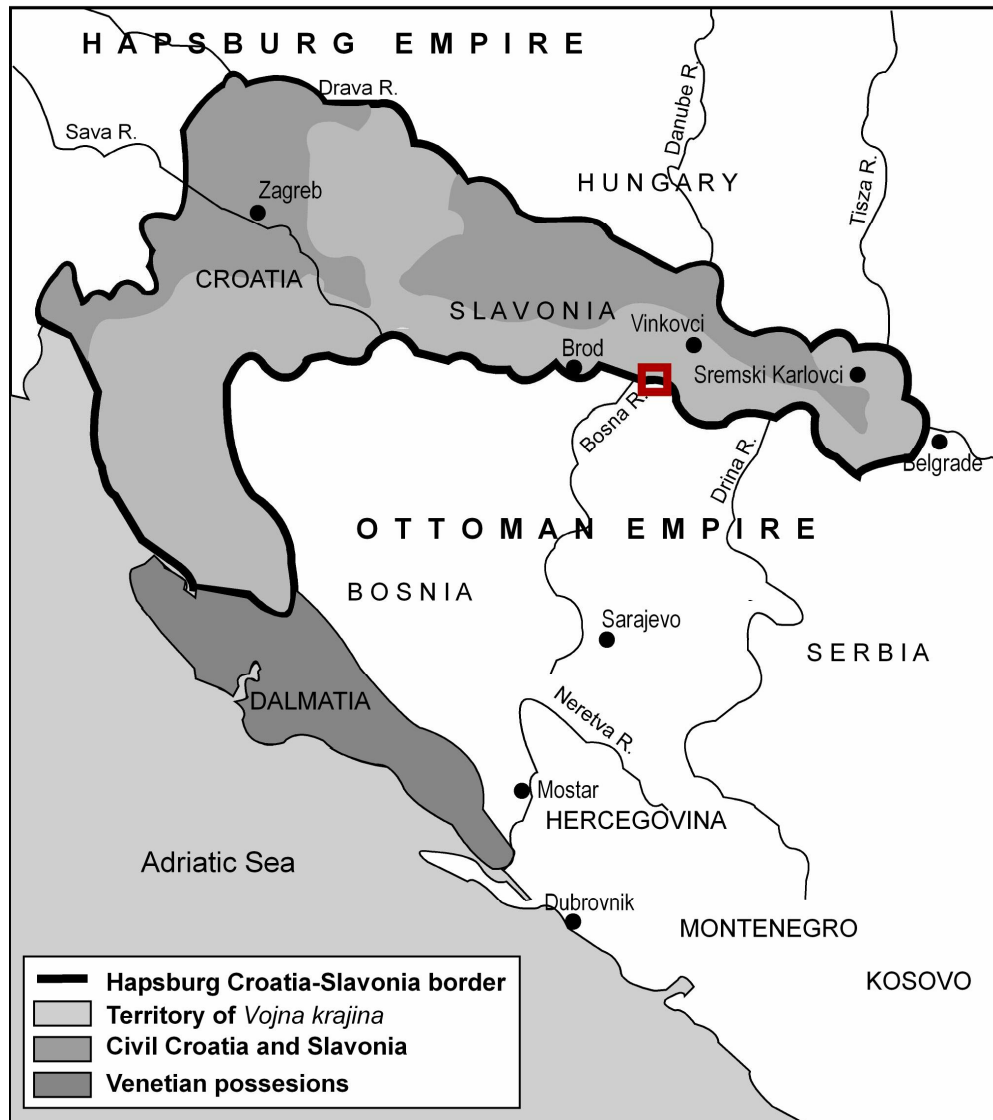 HAPSBURG EMPIRE
Drava R.
Danube R.
Sava R.
HUNGARY
Tisza R.
Zagreb
CROATIA
SLAVONIA
Vinkovci
Brod
Sremski Karlovci
Bosna R.
Drina R.
Belgrade
OTTOMAN EMPIRE
BOSNIA
Sarajevo
SERBIA
DALMATIA
Neretva R.
Mostar
HERCEGOVINA
Adriatic Sea
Dubrovnik
MONTENEGRO
KOSOVO
Hapsburg Croatia-Slavonia border
Territory of Vojna krajina
Civil Croatia and Slavonia
Venetian possesions